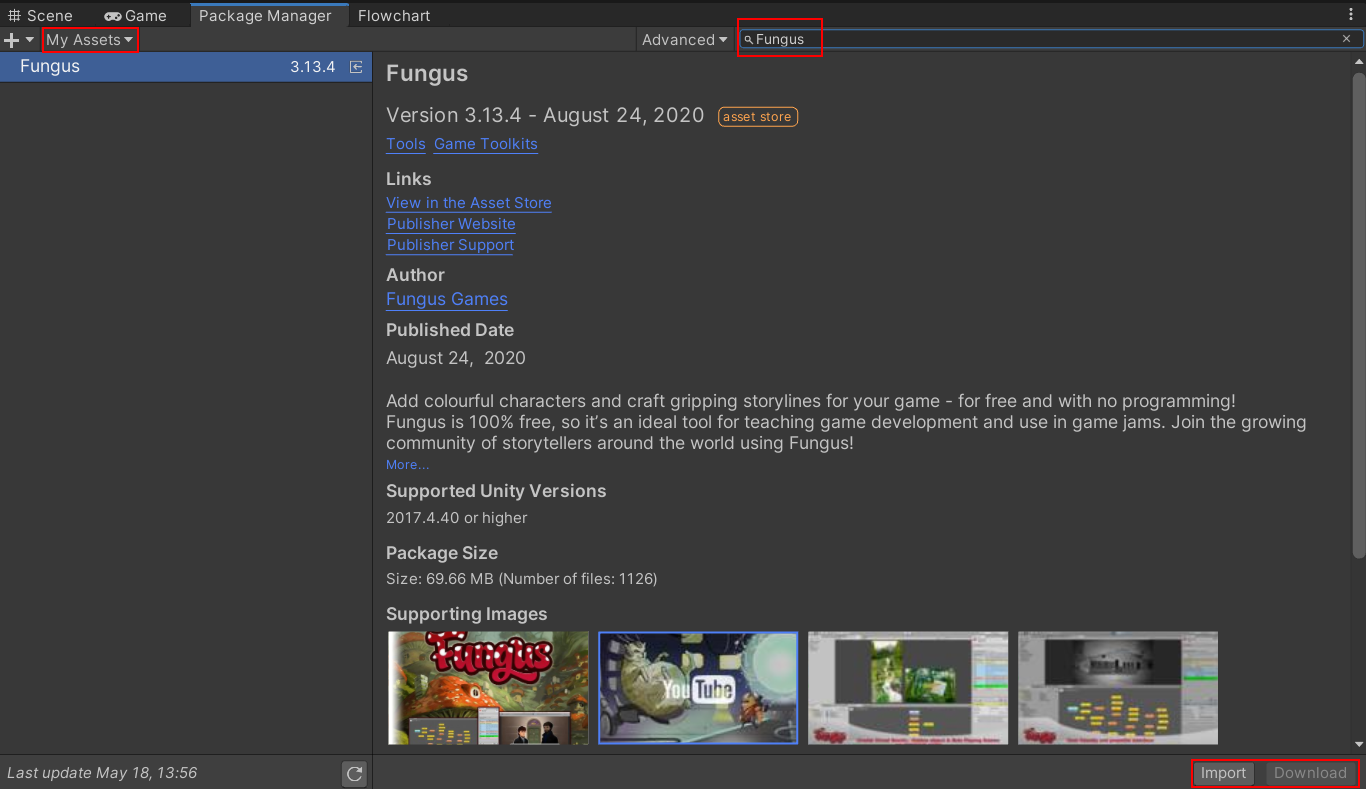 Scene Game Package Manager Flowchart
My Assets Advanced Fungus
Fungus 3.13.4
Fungus
Version 3.13.4 - August 24, 2020 asset store
Tools Game Toolkits
Links
View in the Asset Store
Publisher Website
Publisher Support
Author
Fungus Games
Published Date
August 24, 2020
Add colourful characters and craft gripping storylines for your game - for free and with no programming!
Fungus is 100% free, so it's an ideal tool for teaching game development and use in game jams. Join the growing
community of storytellers around the world using Fungus!
More...
Supported Unity Versions
2017.4.40 or higher
Package Size
Size: 69.66 MB (Number of files: 1126)
Supporting Images
Fungus
YouTube
Fungus
Fungus
Last update May 18, 13:56
Import Download